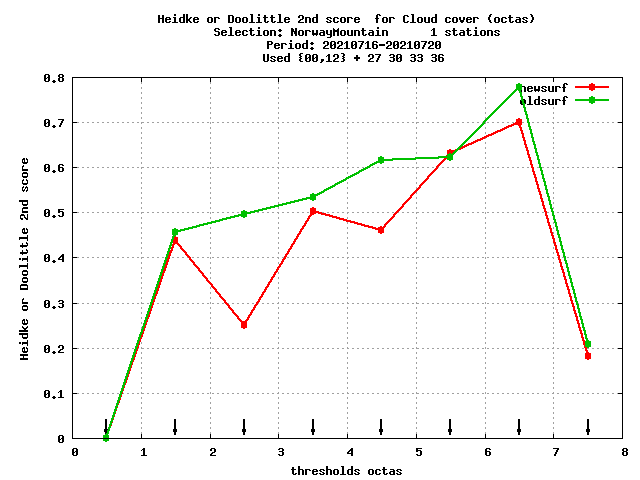 Heidke or Doolittle 2nd score  for Cloud cover (octas)
Selection: NorwayMountain      1 stations
Period: 20210716-20210720
Used {00,12} + 27 30 33 36
newsurf
oldsurf
Heidke or Doolittle 2nd score
0.8
0.7
0.6
0.5
0.4
0.3
0.2
0.1
0
0 1 2 3 4 5 6 7 8
thresholds octas